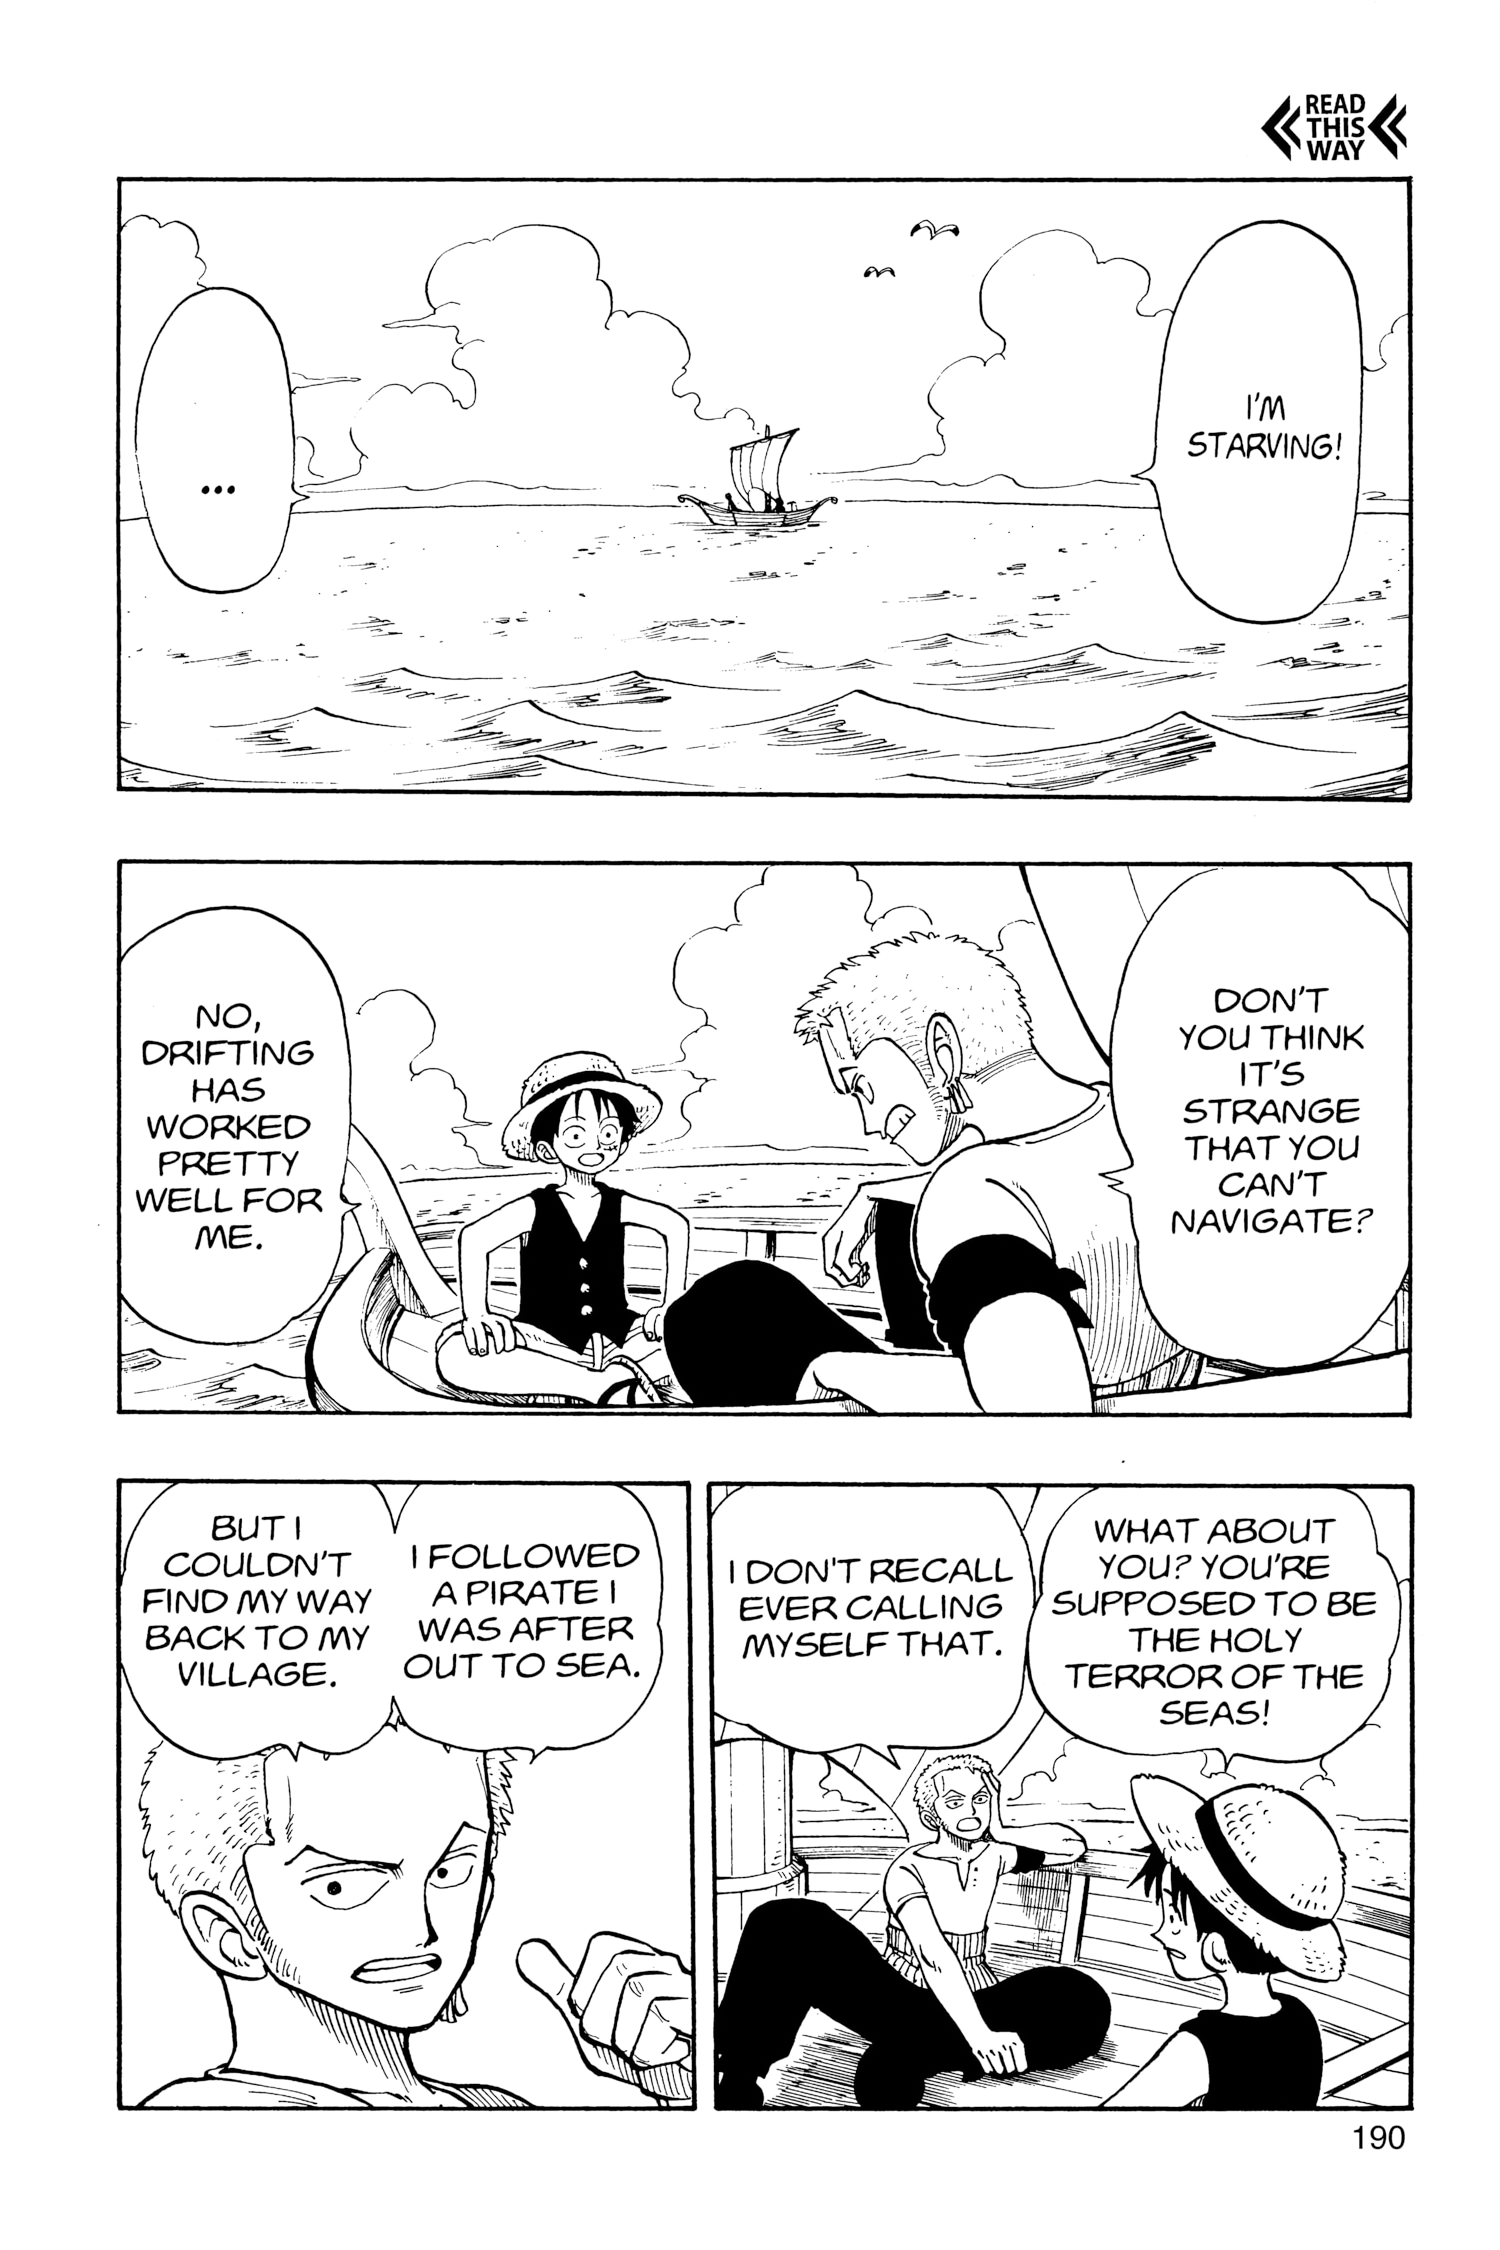 READ
THIS
WAY
I'M
STARVING!
...
DON'T
YOU THINK
IT'S
STRANGE
THAT YOU
CAN'T
NAVIGATE?
NO,
DRIFTING
HAS
WORKED
PRETTY
WELL FOR
ME.
WHAT ABOUT
YOU? YOU'RE
SUPPOSED TO BE
THE HOLY
TERROR OF THE
SEAS!
I DON'T RECALL
EVER CALLING
MYSELF THAT.
I FOLLOWED
A PIRATE I
WAS AFTER
OUT TO SEA.
BUT I
COULDN'T
FIND MY WAY
BACK TO MY
VILLAGE.
190